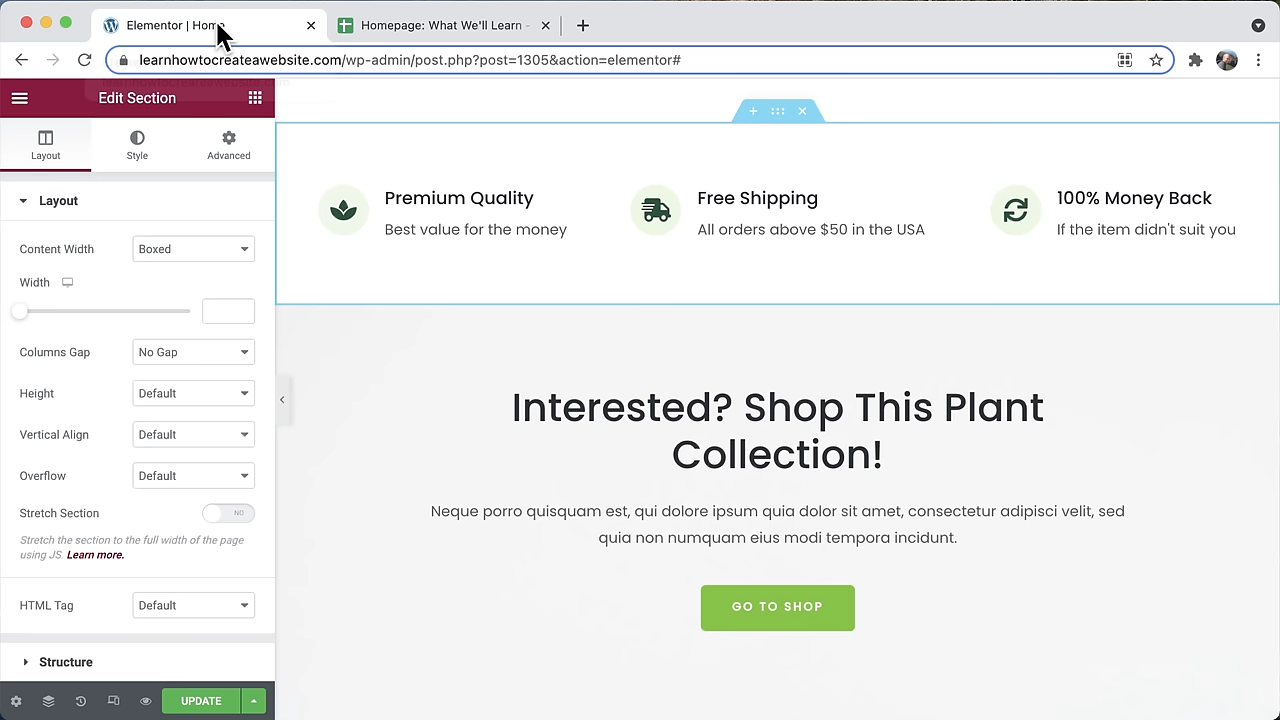 Elementor | Home
Homepage: What We'll Learn -
learnhowtocreateawebsite.com/wp-admin/post.php?post=1305&action=elementor#
Edit Section
Layout
Style
Advanced
Layout
Content Width
Boxed
Width
Columns Gap
No Gap
Height
Default
Vertical Align
Default
Overflow
Default
Stretch Section
NO
Stretch the section to the full width of the page
using JS. Learn more.
HTML Tag
Default
Structure
UPDATE
Premium Quality
Best value for the money
Free Shipping
All orders above $50 in the USA
100% Money Back
If the item didn't suit you
Interested? Shop This Plant
Collection!
Neque porro quisquam est, qui dolore ipsum quia dolor sit amet, consectetur adipisci velit, sed
quia non numquam eius modi tempora incidunt.
GO TO SHOP